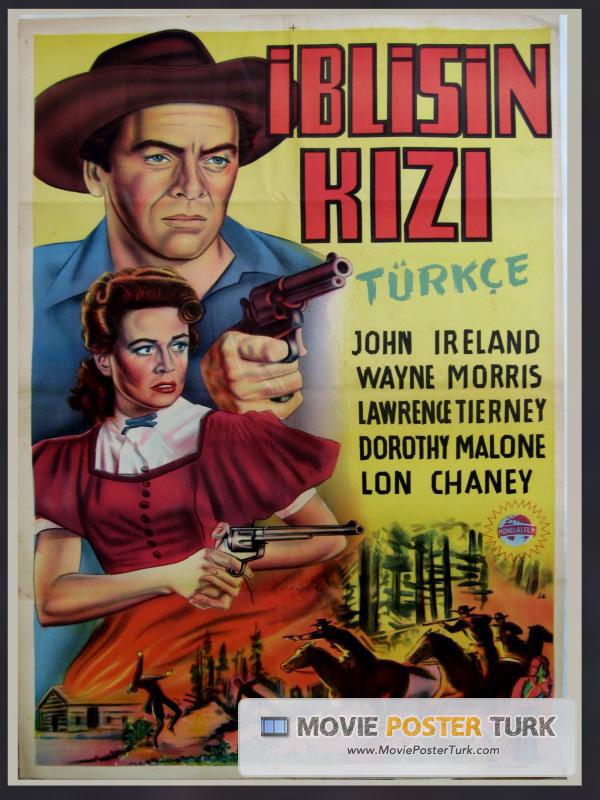 İBLİSİN
KIZI
TÜRKÇE
JOHN IRELAND
WAYNE MORRIS
LAWRENCE TIERNEY
DOROTHY MALONE
LON CHANEY
MONDIALFILM
MOVIE POSTER TURK
www.MoviePosterTurk.com